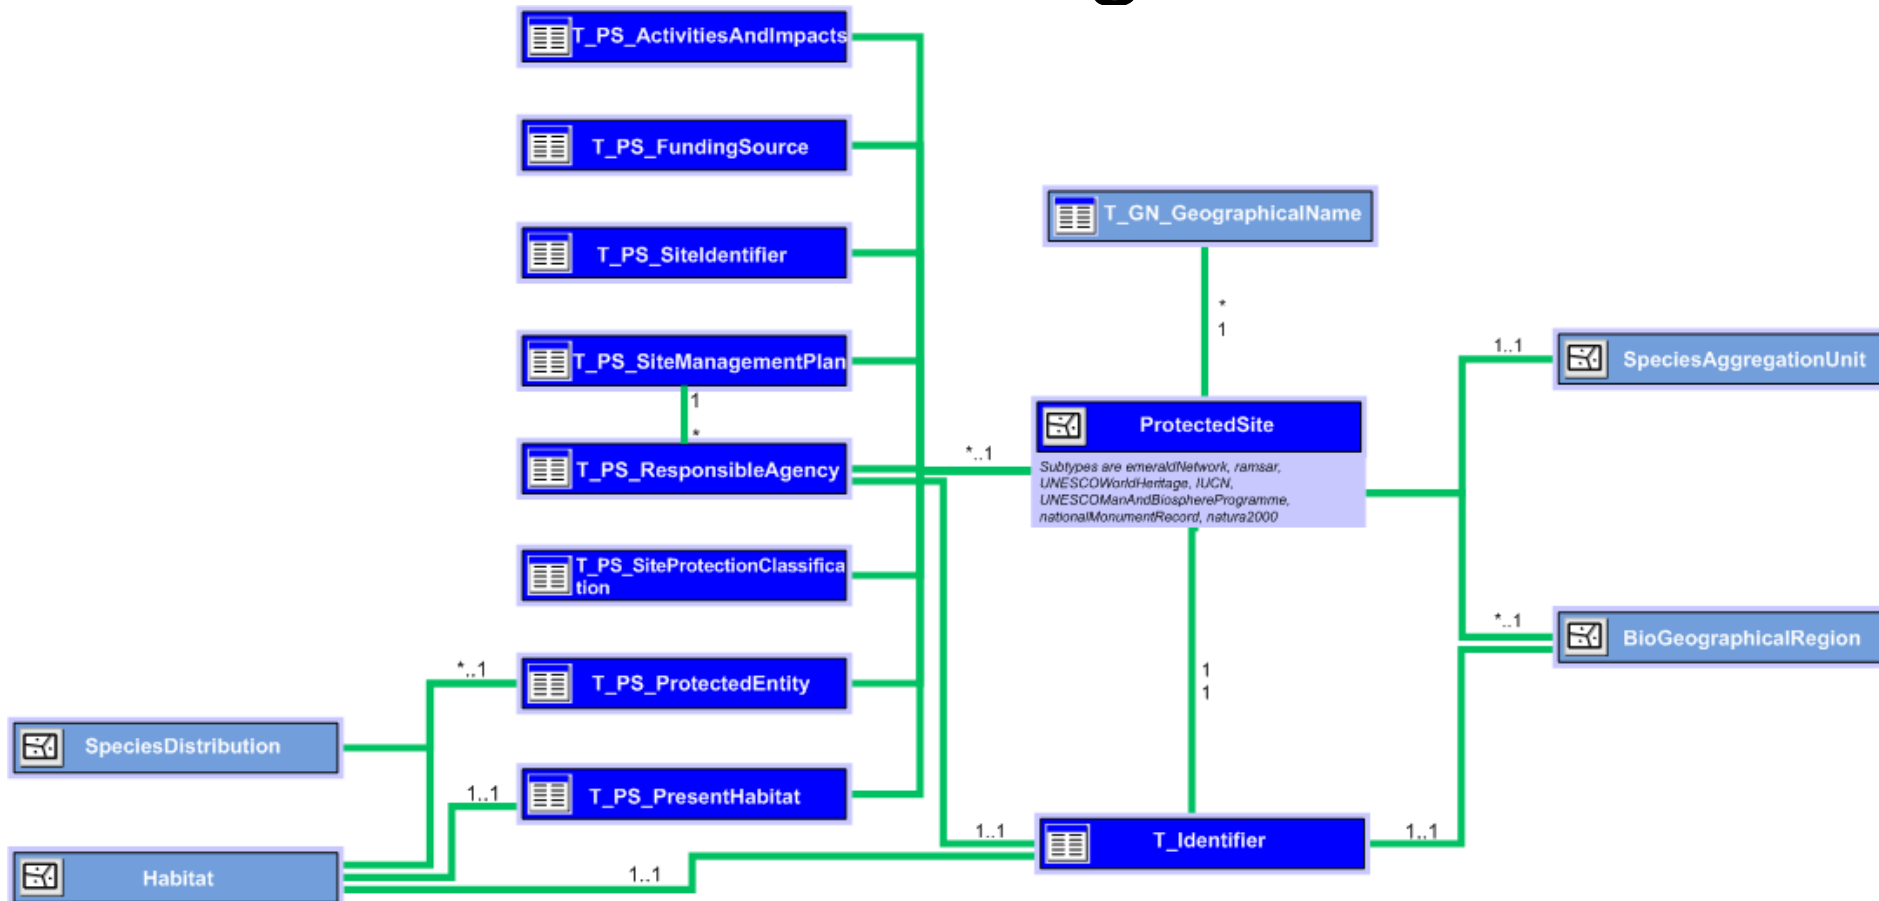 T_PS_ActivitiesAndImpacts
T_PS_FundingSource
T_GN_GeographicalName
T_PS_SiteIdentifier
*
1
T_PS_SiteManagementPlan
1..1
SpeciesAggregationUnit
1
*
ProtectedSite
T_PS_ResponsibleAgency
*..1
Subtypes are emeraldNetwork, ramsar,
UNESCOWorldHeritage, IUCN,
UNESCOManAndBiosphereProgramme,
nationalMonumentRecord, natura2000
T_PS_SiteProtectionClassifica
tion
*..1
BioGeographicalRegion
*..1
T_PS_ProtectedEntity
1
1
SpeciesDistribution
1..1
T_PS_PresentHabitat
1..1
T_Identifier
1..1
Habitat
1..1